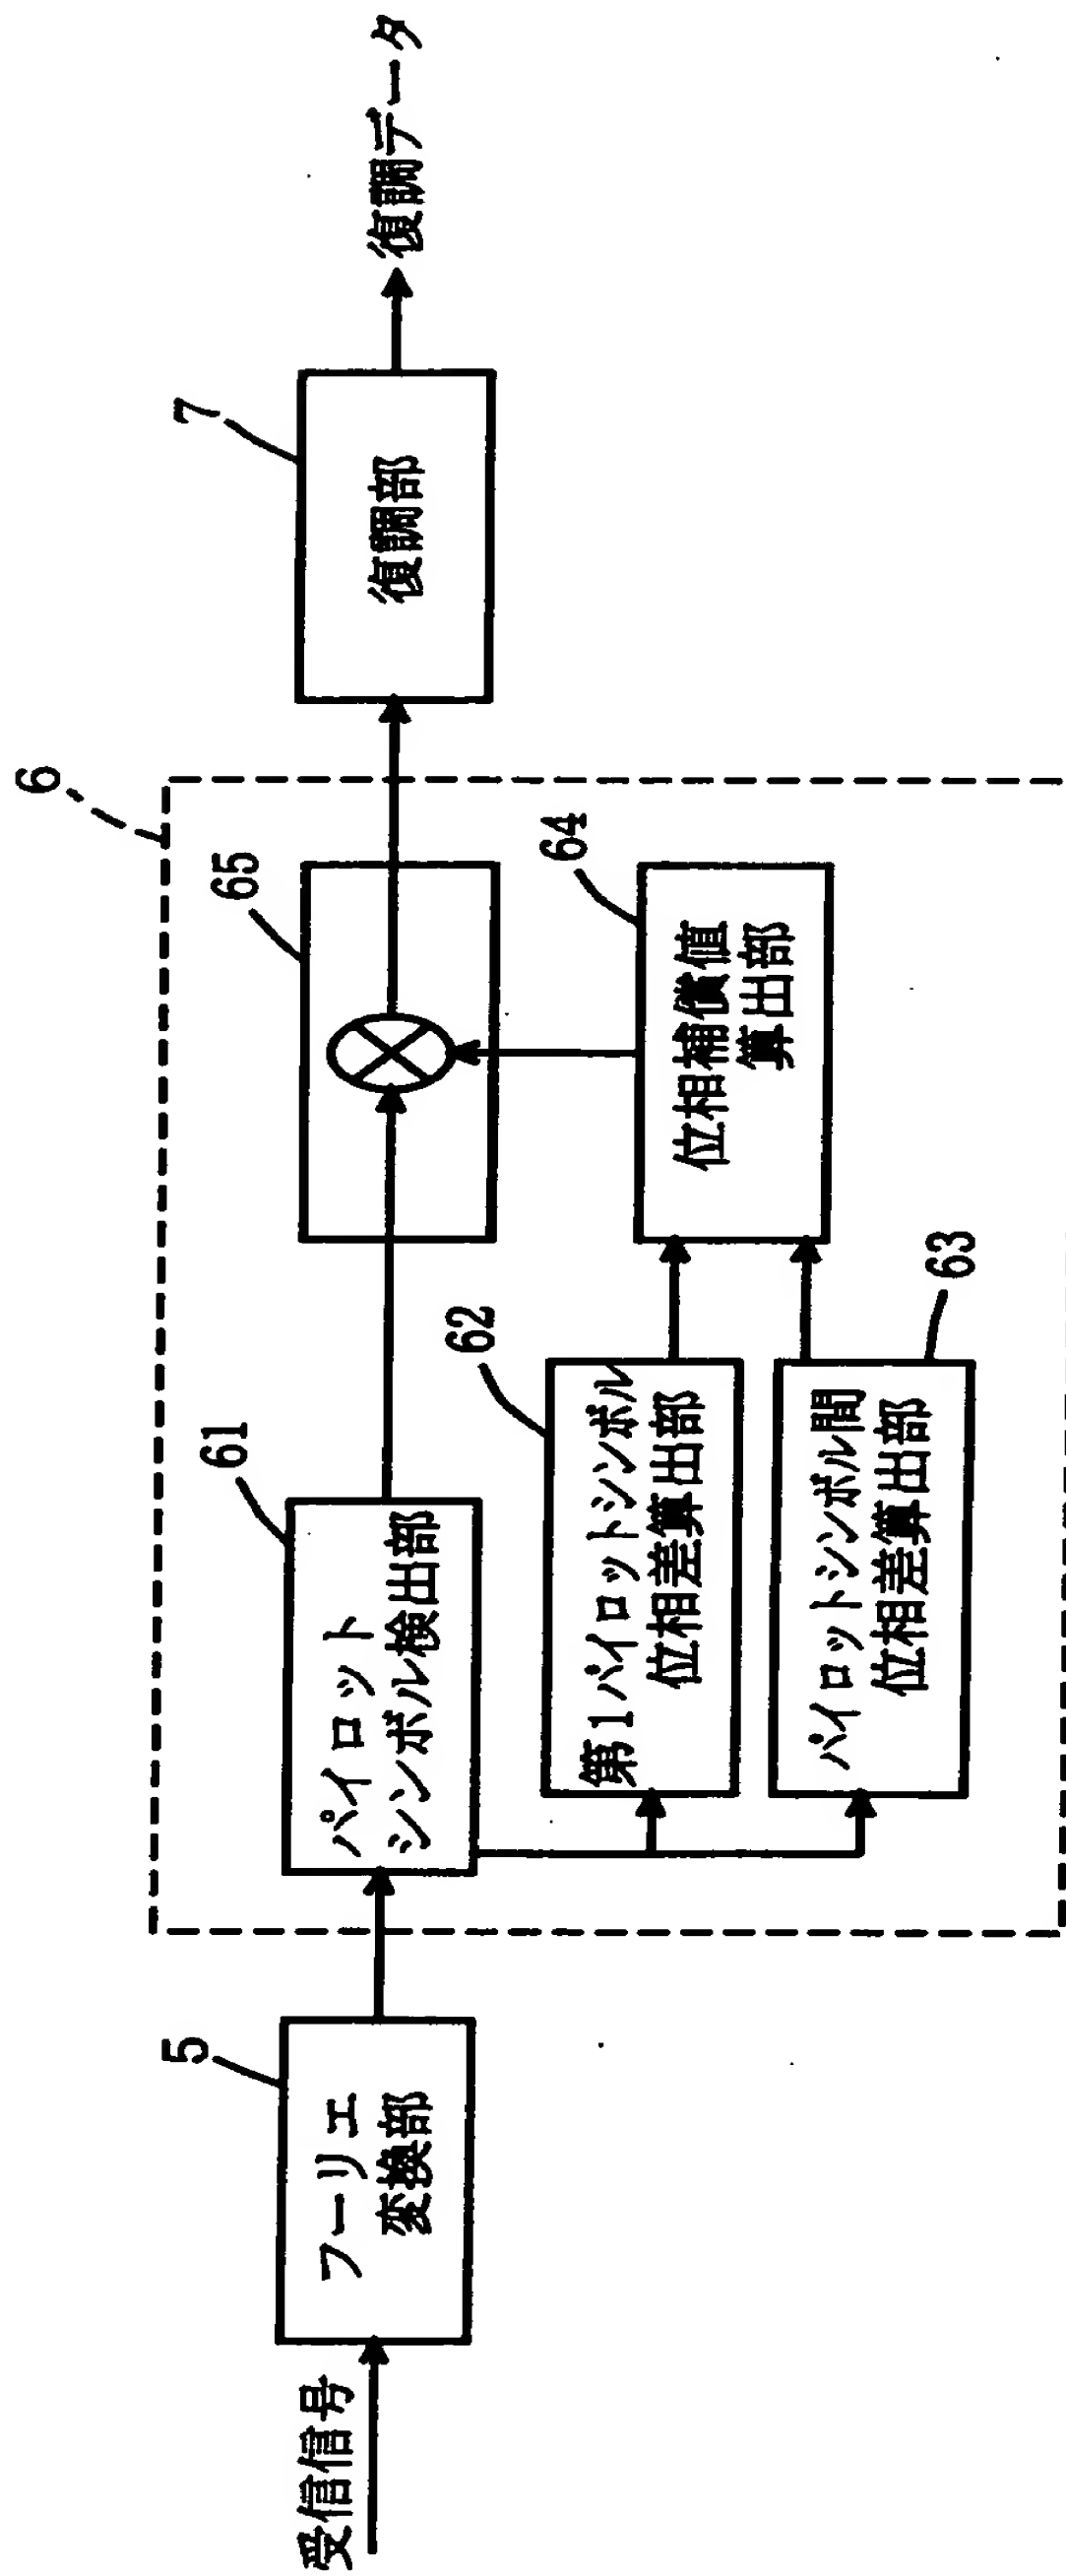 受信信号
5
フーリエ
変換部
6
61
パイロット
シンボル検出部
62
第1パイロットシンボル
位相差算出部
63
パイロットシンボル間
位相差算出部
64
位相補償値
算出部
65
7
復調部
復調データ